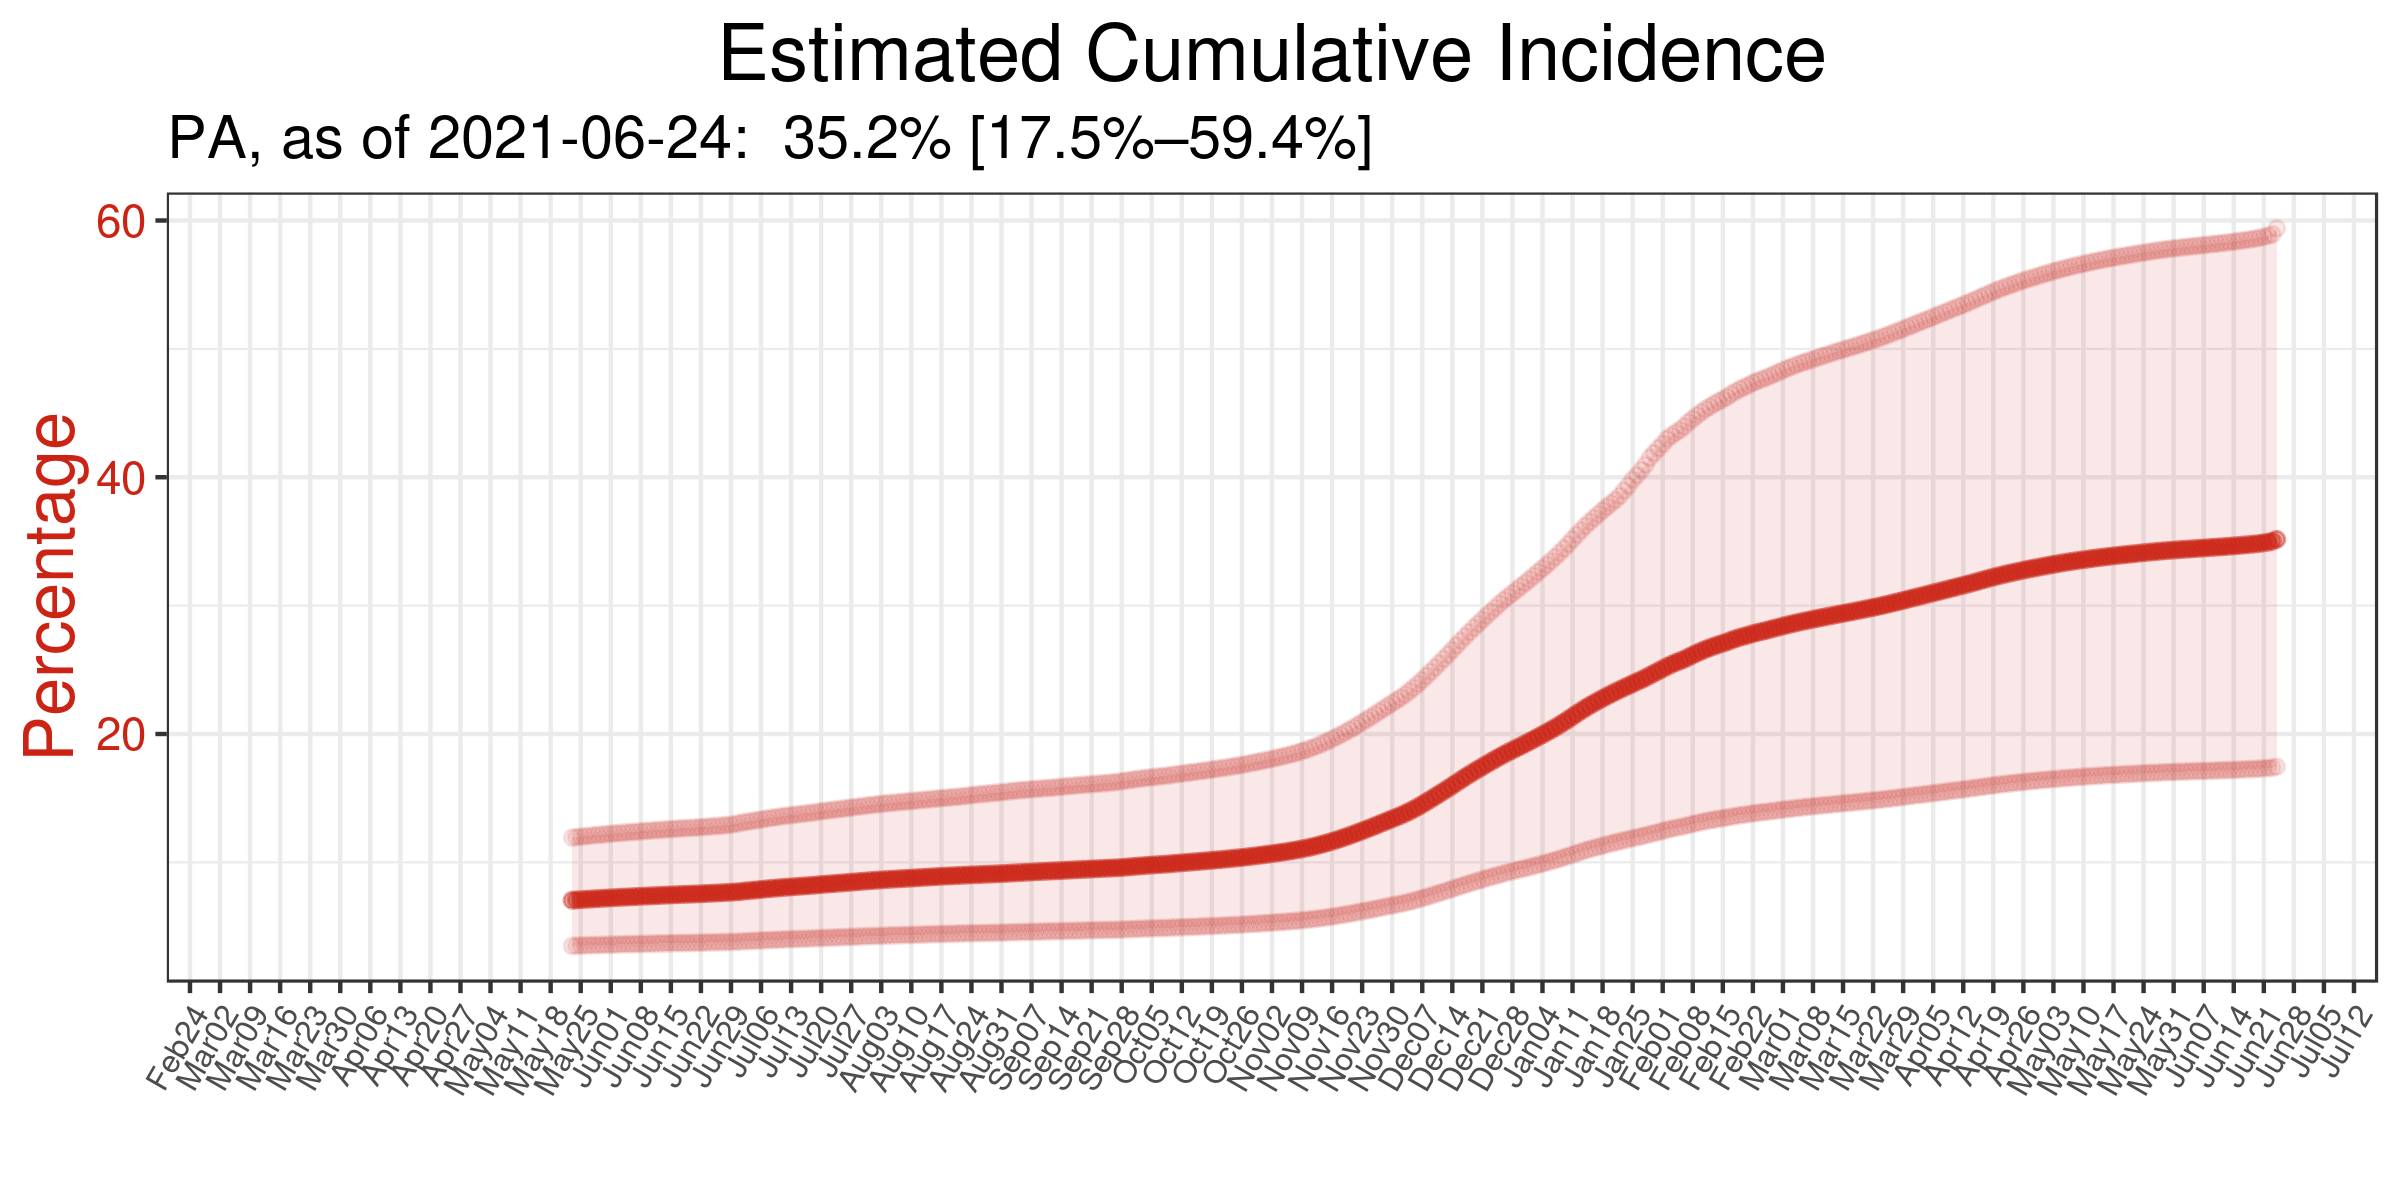 Estimated Cumulative Incidence
PA, as of 2021-06-24:  35.2% [17.5%–59.4%]
Percentage
60
40
20
Feb24
Mar02
Mar09
Mar16
Mar23
Mar30
Apr06
Apr13
Apr20
Apr27
May04
May11
May18
May25
Jun01
Jun08
Jun15
Jun22
Jun29
Jul06
Jul13
Jul20
Jul27
Aug03
Aug10
Aug17
Aug24
Aug31
Sep07
Sep14
Sep21
Sep28
Oct05
Oct12
Oct19
Oct26
Nov02
Nov09
Nov16
Nov23
Nov30
Dec07
Dec14
Dec21
Dec28
Jan04
Jan11
Jan18
Jan25
Feb01
Feb08
Feb15
Feb22
Mar01
Mar08
Mar15
Mar22
Mar29
Apr05
Apr12
Apr19
Apr26
May03
May10
May17
May24
May31
Jun07
Jun14
Jun21
Jun28
Jul05
Jul12